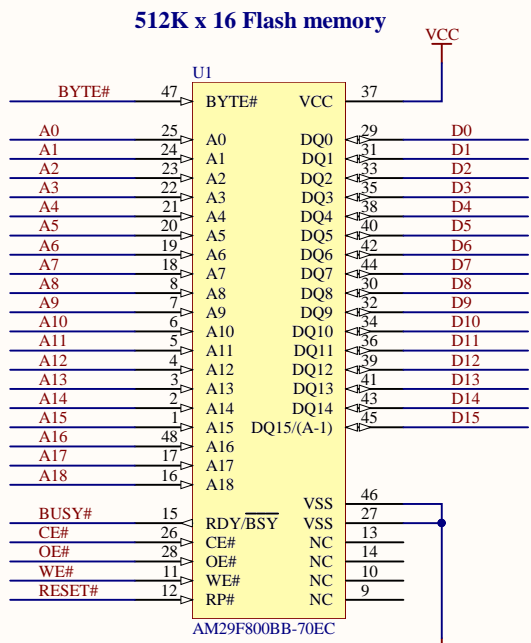 512K x 16 Flash memory
VCC
U1
BYTE# 47 BYTE# VCC 37
A0 25 A0 DQ0 29 D0
A1 24 A1 DQ1 31 D1
A2 23 A2 DQ2 33 D2
A3 22 A3 DQ3 35 D3
A4 21 A4 DQ4 38 D4
A5 20 A5 DQ5 40 D5
A6 19 A6 DQ6 42 D6
A7 18 A7 DQ7 44 D7
A8 8 A8 DQ8 30 D8
A9 7 A9 DQ9 32 D9
A10 6 A10 DQ10 34 D10
A11 5 A11 DQ11 36 D11
A12 4 A12 DQ12 39 D12
A13 3 A13 DQ13 41 D13
A14 2 A14 DQ14 43 D14
A15 1 A15 DQ15/(A-1) 45 D15
A16 48 A16
A17 17 A17
A18 16 A18
VSS 46
BUSY# 15 RDY/BSY VSS 27
CE# 26 CE# NC 13
OE# 28 OE# NC 14
WE# 11 WE# NC 10
RESET# 12 RP# NC 9
AM29F800BB-70EC